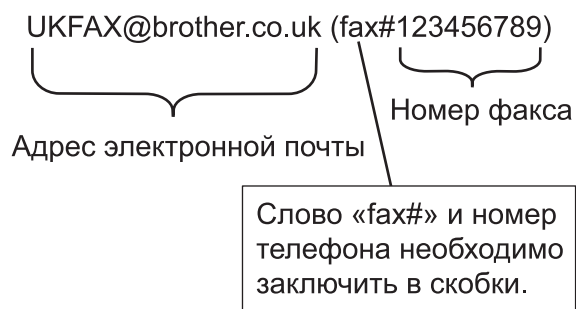 UKFAX@brother.co.uk (fax#123456789)
Номер факса
Адрес электронной почты
Слово «fax#» и номер
телефона необходимо
заключить в скобки.